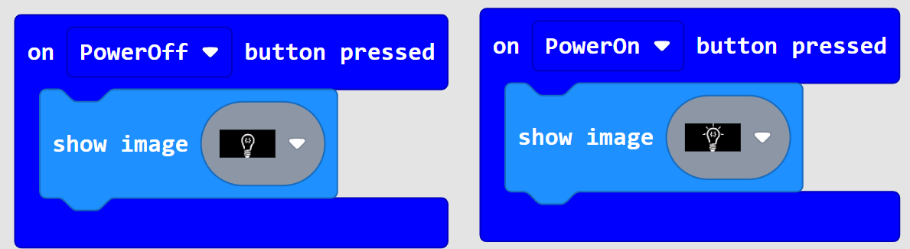 on PowerOff button pressed
show image
on PowerOn button pressed
show image